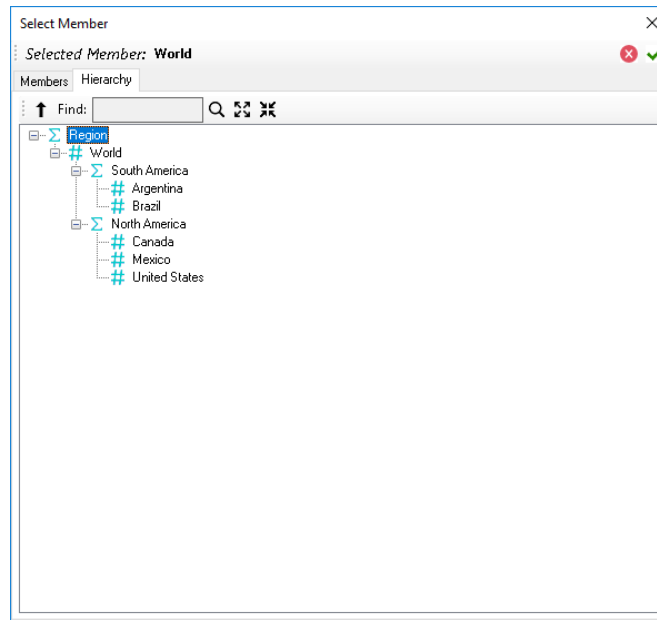 Select Member
Selected Member: World
Members Hierarchy
Find:
Region
World
South America
Argentina
Brazil
North America
Canada
Mexico
United States